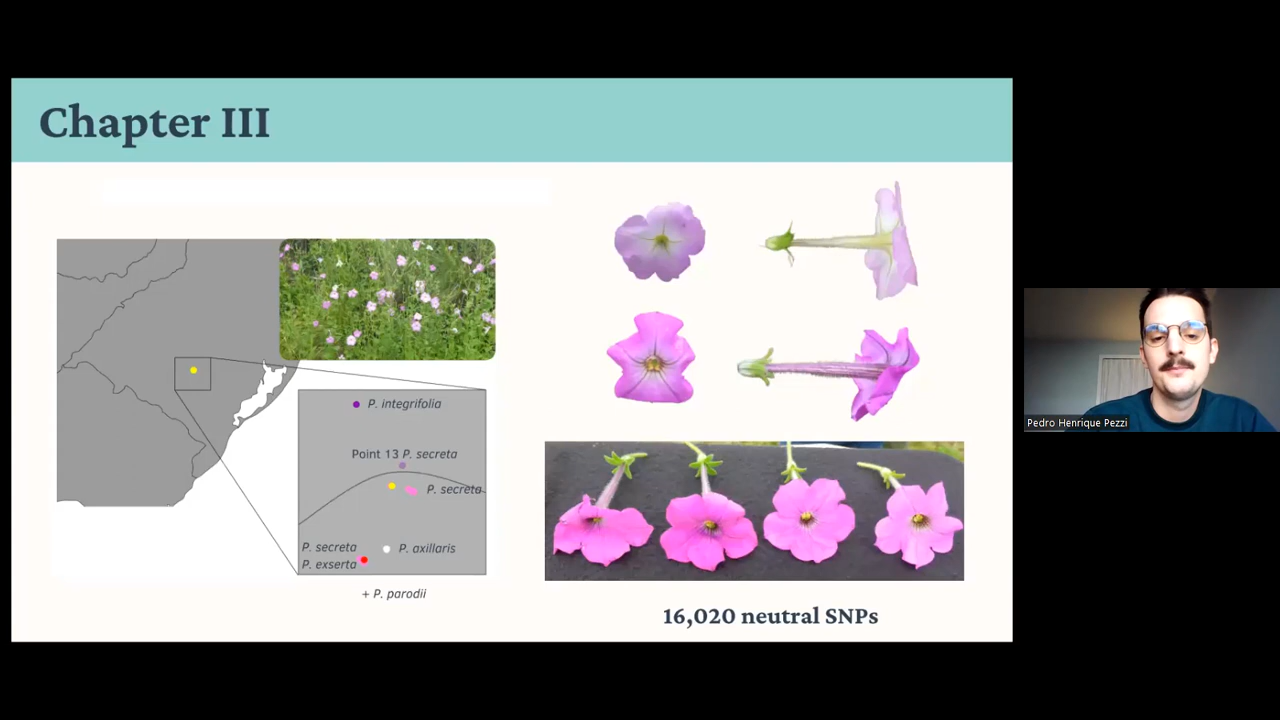 Chapter III
P. integrifolia
Point 13 P. secreta
P. secreta
P. secreta
P. axillaris
P. exserta
+ P. parodii
16,020 neutral SNPs
Pedro Henrique Pezzi